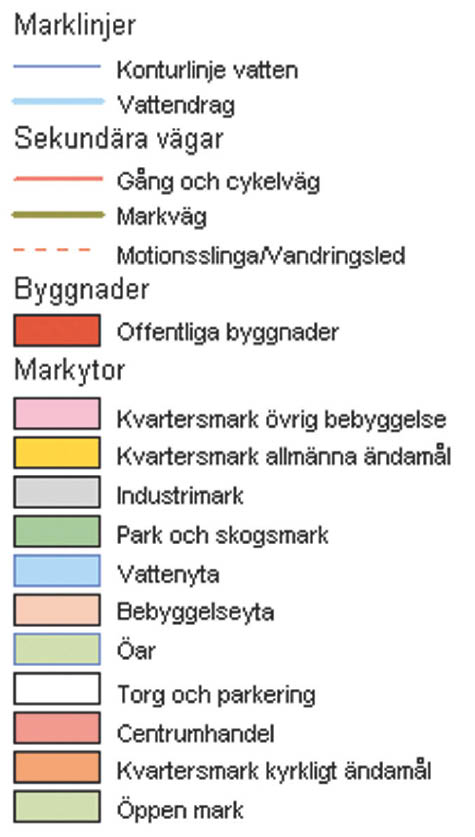 Marklinjer
Konturlinje vatten
Vattendrag
Sekundära vägar
Gång och cykelväg
Markväg
Motionsslinga/Vandringsled
Byggnader
Offentliga byggnader
Markytor
Kvartersmark övrig bebyggelse
Kvartersmark allmänna ändamål
Industrimark
Park och skogsmark
Vattenyta
Bebyggelseyta
Öar
Torg och parkering
Centrumhandel
Kvartersmark kyrkligt ändamål
Öppen mark